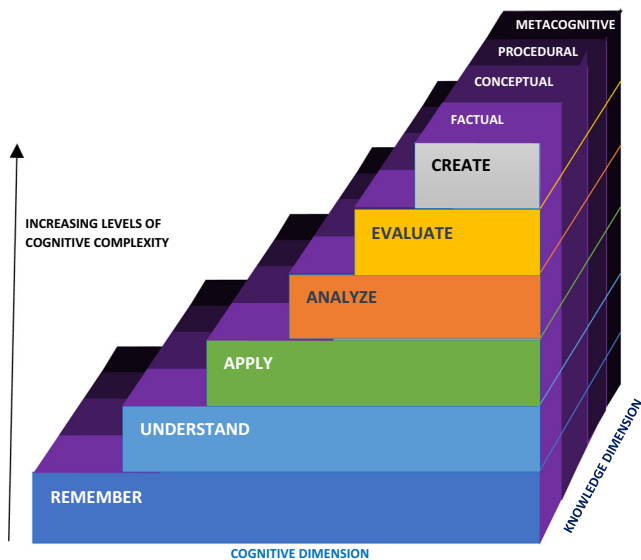 METACOGNITIVE
PROCEDURAL
CONCEPTUAL
FACTUAL
CREATE
INCREASING LEVELS OF
COGNITIVE COMPLEXITY
EVALUATE
ANALYZE
APPLY
UNDERSTAND
REMEMBER
KNOWLEDGE DIMENSION
COGNITIVE DIMENSION